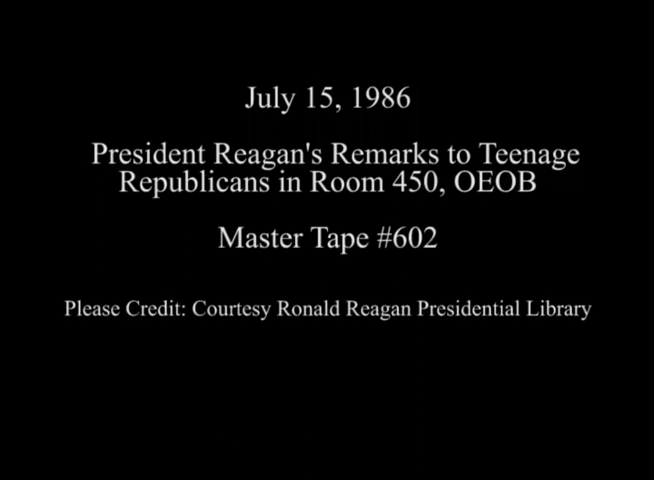 July 15, 1986
President Reagan's Remarks to Teenage
Republicans in Room 450, OEOB
Master Tape #602
Please Credit: Courtesy Ronald Reagan Presidential Library